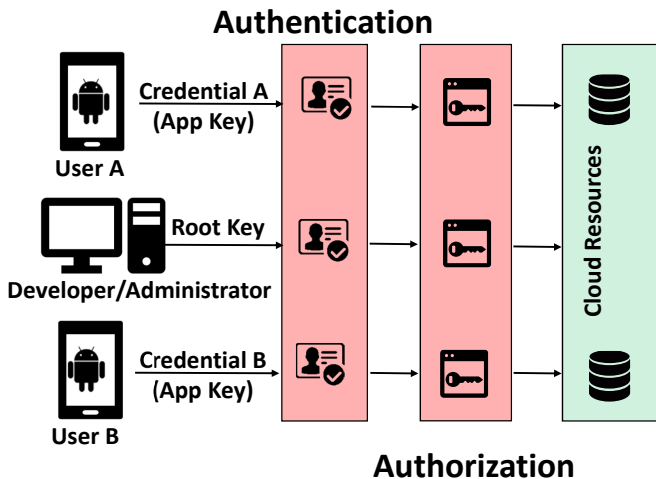 Authentication
Credential A
(App Key)
User A
Root Key
Developer/Administrator
Credential B
(App Key)
User B
Cloud Resources
Authorization